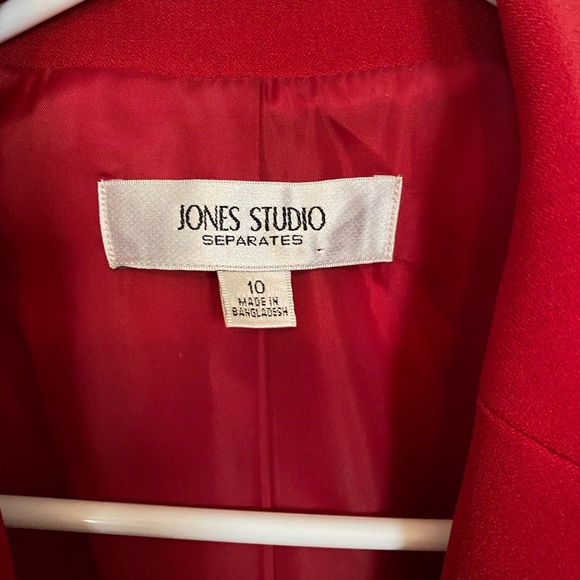 JONES STUDIO
SEPARATES
10
MADE IN
BANGLADESH